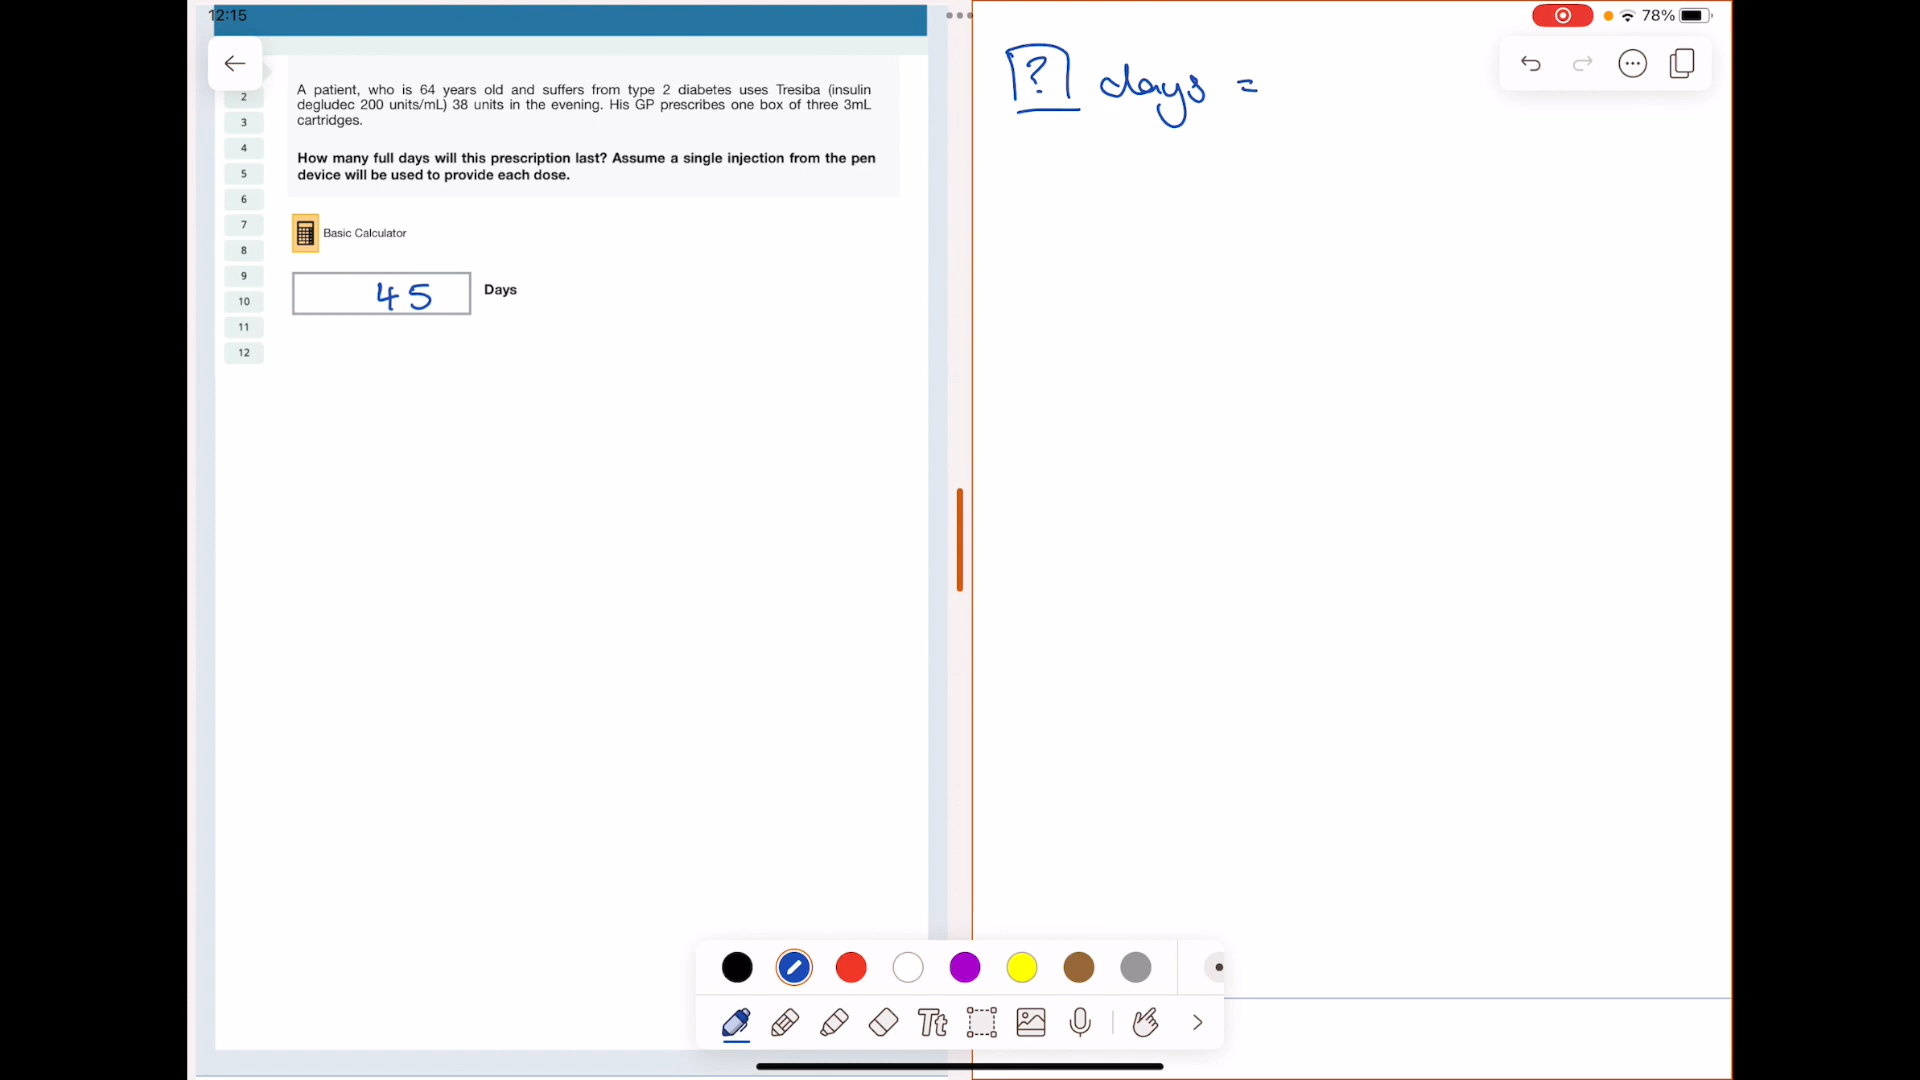 12:15
78%
? days =
2
3
4
5
6
7
8
9
10
11
12
A patient, who is 64 years old and suffers from type 2 diabetes uses Tresiba (insulin
degludec 200 units/mL) 38 units in the evening. His GP prescribes one box of three 3mL
cartridges.
How many full days will this prescription last? Assume a single injection from the pen
device will be used to provide each dose.
Basic Calculator
45 Days
Tt